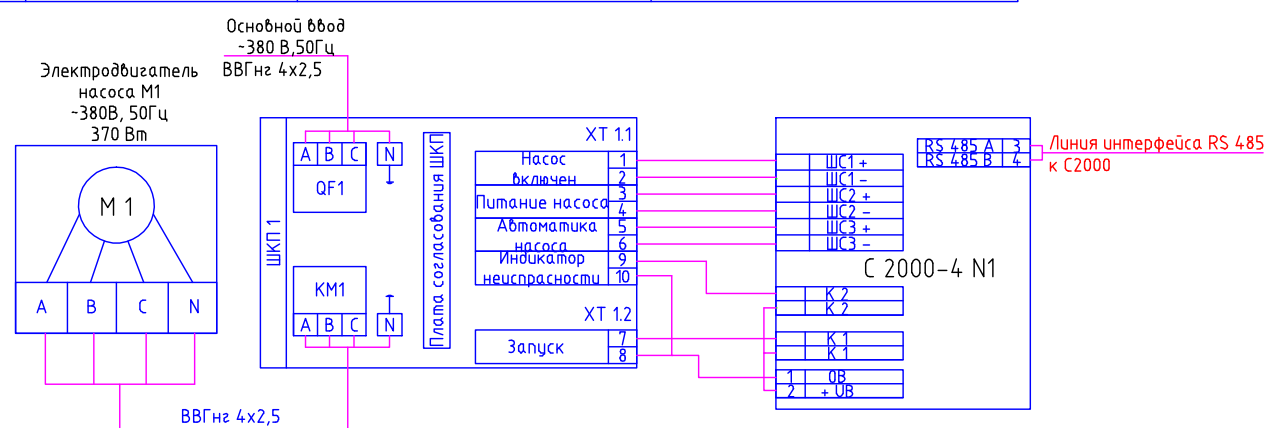 Основной ввод
~380 В,50Гц
ВВГнг 4х2,5
Электродвигатель
насоса М1
~380В, 50Гц
370 Вт
М 1
А В С N
ВВГнг 4х2,5
ШКП 1
А В С N
QF1
КМ1
А В С N
Плата согласования ШКП
ХТ 1.1
Насос
включен
1
2
Питание насоса
3
4
Автоматика
насоса
5
6
Индикатор
неиспрасности
9
10
ХТ 1.2
Запуск
7
8
RS 485 А 3
RS 485 В 4
ШС1 +
ШС1 –
ШС2 +
ШС2 –
ШС3 +
ШС3 –
С 2000–4 N1
К 2
К 2
К 1
К 1
1 0В
2 + UВ
Линия интерфейса RS 485
к С2000